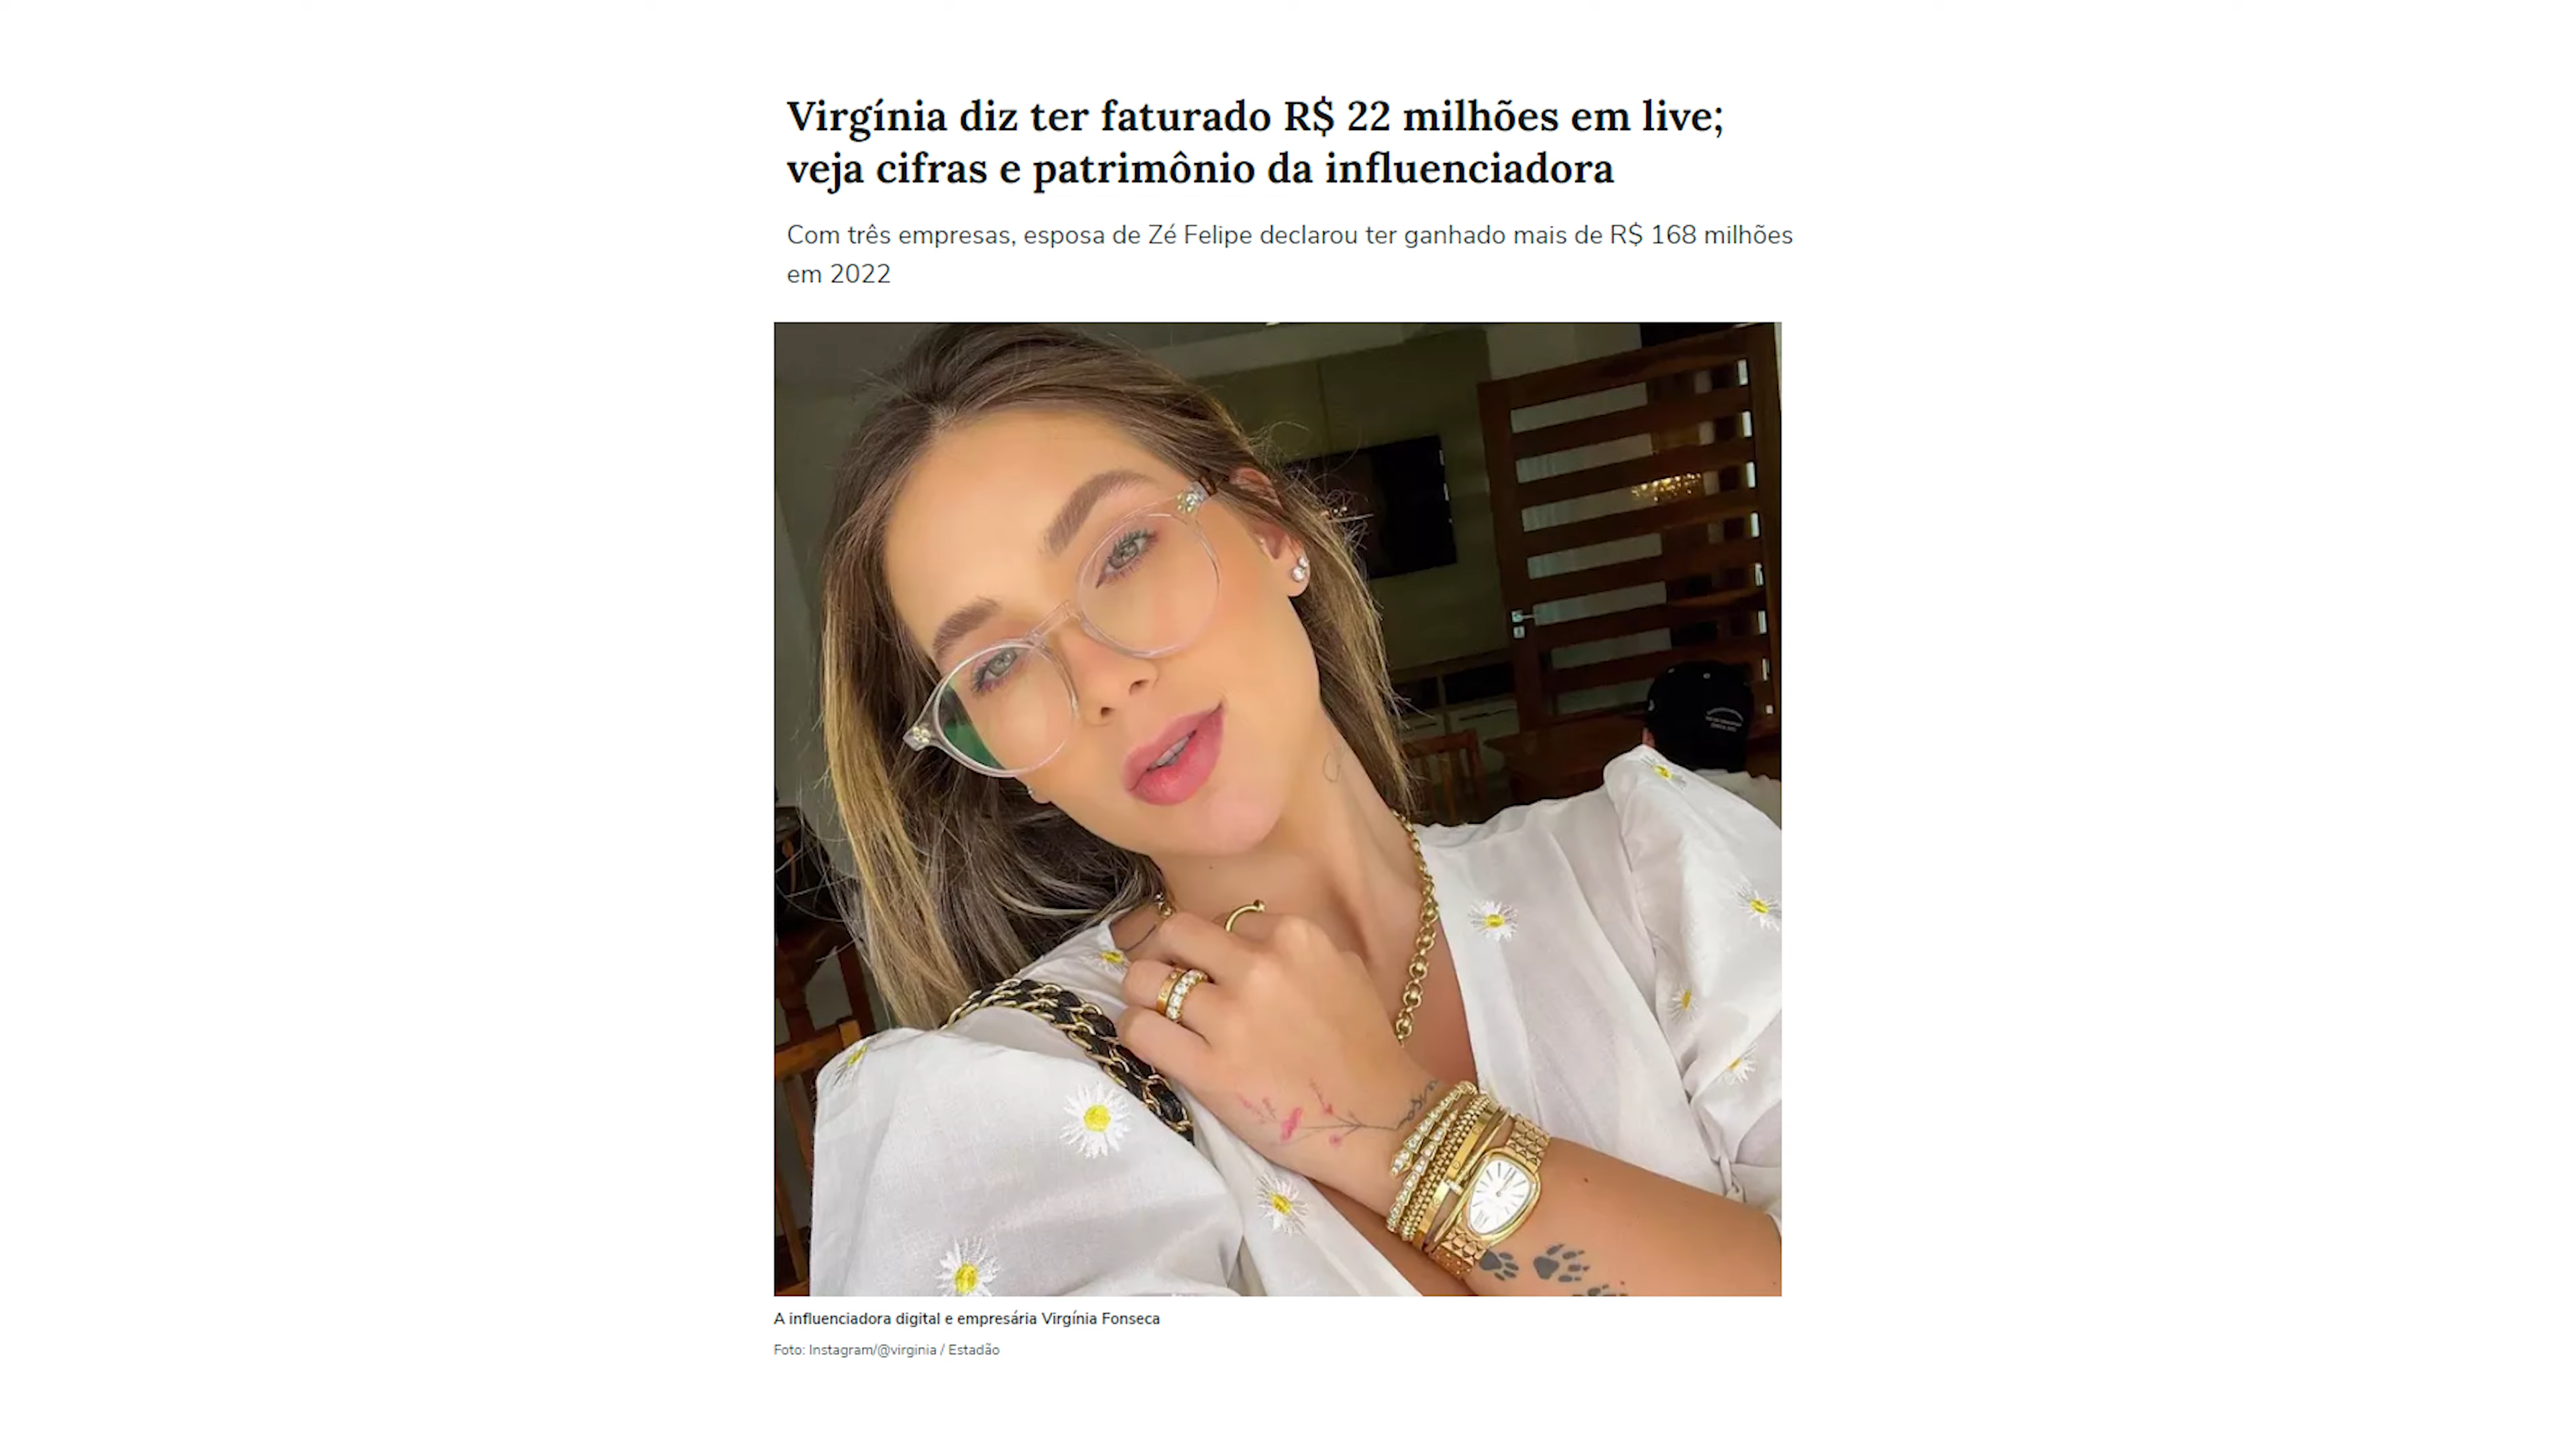 Virgínia diz ter faturado R$ 22 milhões em live;
veja cifras e patrimônio da influenciadora
Com três empresas, esposa de Zé Felipe declarou ter ganhado mais de R$ 168 milhões
em 2022
A influenciadora digital e empresária Virgínia Fonseca
Foto: Instagram/@virginia / Estadão